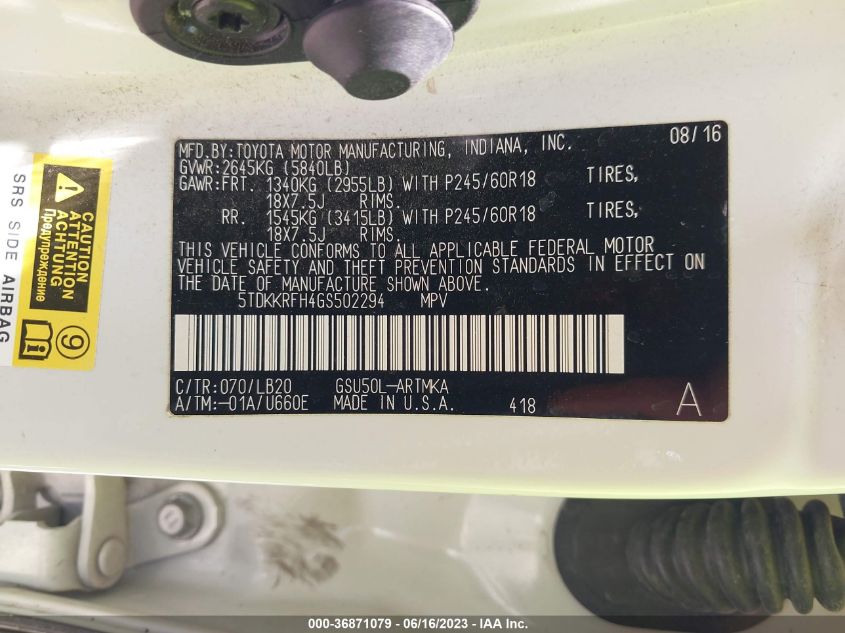 MFD.BY:TOYOTA MOTOR MANUFACTURING, INDIANA, INC. 08/16
GVWR:2645KG (5840LB)
GAWR:FRT. 1340KG (2955LB) WITH P245/60R18 TIRES,
18X7.5J RIMS.
RR. 1545KG (3415LB) WITH P245/60R18 TIRES,
18X7.5J RIMS.
THIS VEHICLE CONFORMS TO ALL APPLICABLE FEDERAL MOTOR
VEHICLE SAFETY AND THEFT PREVENTION STANDARDS IN EFFECT ON
THE DATE OF MANUFACTURE SHOWN ABOVE.
5TDKKRFH4GS502294 MPV
C/TR:070/LB20 GSU50L-ARTMKA
A/TM:-01A/U660E MADE IN U.S.A. 418 A
SRS SIDE AIRBAG
CAUTION
ATTENTION
ACHTUNG
Предупреждение
9
000-36871079 - 06/16/2023 - IAA Inc.